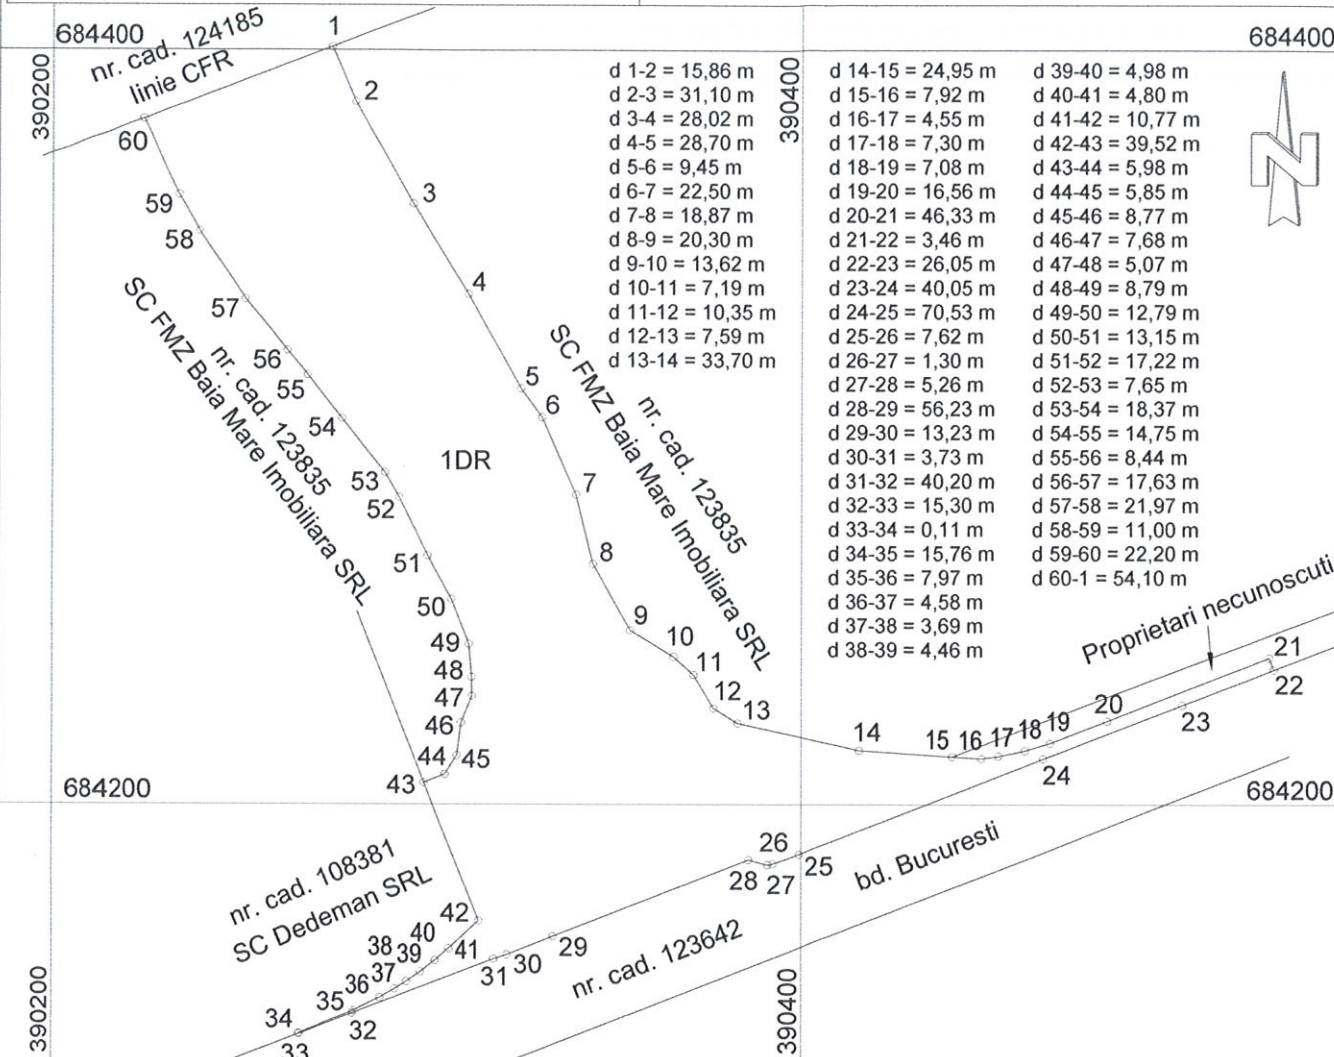 684400
684400
390200
390400
nr. cad. 124185
linie CFR
1
2
3
4
5
6
7
8
9
10
11
12
13
14
15
16
17
18
19
20
21
22
23
24
25
26
27
28
29
30
31
32
33
34
35
36
37
38
39
40
41
42
43
44
45
46
47
48
49
50
51
52
53
54
55
56
57
58
59
60
d 1-2 = 15,86 m
d 2-3 = 31,10 m
d 3-4 = 28,02 m
d 4-5 = 28,70 m
d 5-6 = 9,45 m
d 6-7 = 22,50 m
d 7-8 = 18,87 m
d 8-9 = 20,30 m
d 9-10 = 13,62 m
d 10-11 = 7,19 m
d 11-12 = 10,35 m
d 12-13 = 7,59 m
d 13-14 = 33,70 m
d 14-15 = 24,95 m
d 15-16 = 7,92 m
d 16-17 = 4,55 m
d 17-18 = 7,30 m
d 18-19 = 7,08 m
d 19-20 = 16,56 m
d 20-21 = 46,33 m
d 21-22 = 3,46 m
d 22-23 = 26,05 m
d 23-24 = 40,05 m
d 24-25 = 70,53 m
d 25-26 = 7,62 m
d 26-27 = 1,30 m
d 27-28 = 5,26 m
d 28-29 = 56,23 m
d 29-30 = 13,23 m
d 30-31 = 3,73 m
d 31-32 = 40,20 m
d 32-33 = 15,30 m
d 33-34 = 0,11 m
d 34-35 = 15,76 m
d 35-36 = 7,97 m
d 36-37 = 4,58 m
d 37-38 = 3,69 m
d 38-39 = 4,46 m
d 39-40 = 4,98 m
d 40-41 = 4,80 m
d 41-42 = 10,77 m
d 42-43 = 39,52 m
d 43-44 = 5,98 m
d 44-45 = 5,85 m
d 45-46 = 8,77 m
d 46-47 = 7,68 m
d 47-48 = 5,07 m
d 48-49 = 8,79 m
d 49-50 = 12,79 m
d 50-51 = 13,15 m
d 51-52 = 17,22 m
d 52-53 = 7,65 m
d 53-54 = 18,37 m
d 54-55 = 14,75 m
d 55-56 = 8,44 m
d 56-57 = 17,63 m
d 57-58 = 21,97 m
d 58-59 = 11,00 m
d 59-60 = 22,20 m
d 60-1 = 54,10 m
N
nr. cad. 123835
SC FMZ Baia Mare Imobiliara SRL
1DR
nr. cad. 123835
SC FMZ Baia Mare Imobiliara SRL
Proprietari necunoscuti
684200
684200
nr. cad. 108381
SC Dedeman SRL
bd. Bucuresti
nr. cad. 123642
390200
390400